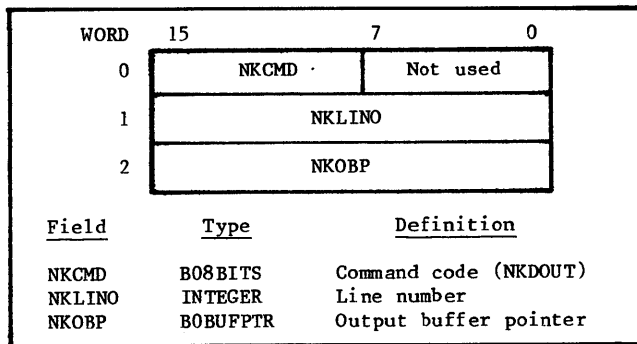 WORD 15 7 0
0 NKCMD Not used
1 NKLINO
2 NKOBP
Field Type Definition
NKCMD B08BITS Command code (NKDOUT)
NKLINO INTEGER Line number
NKOBP B0BUFPTR Output buffer pointer